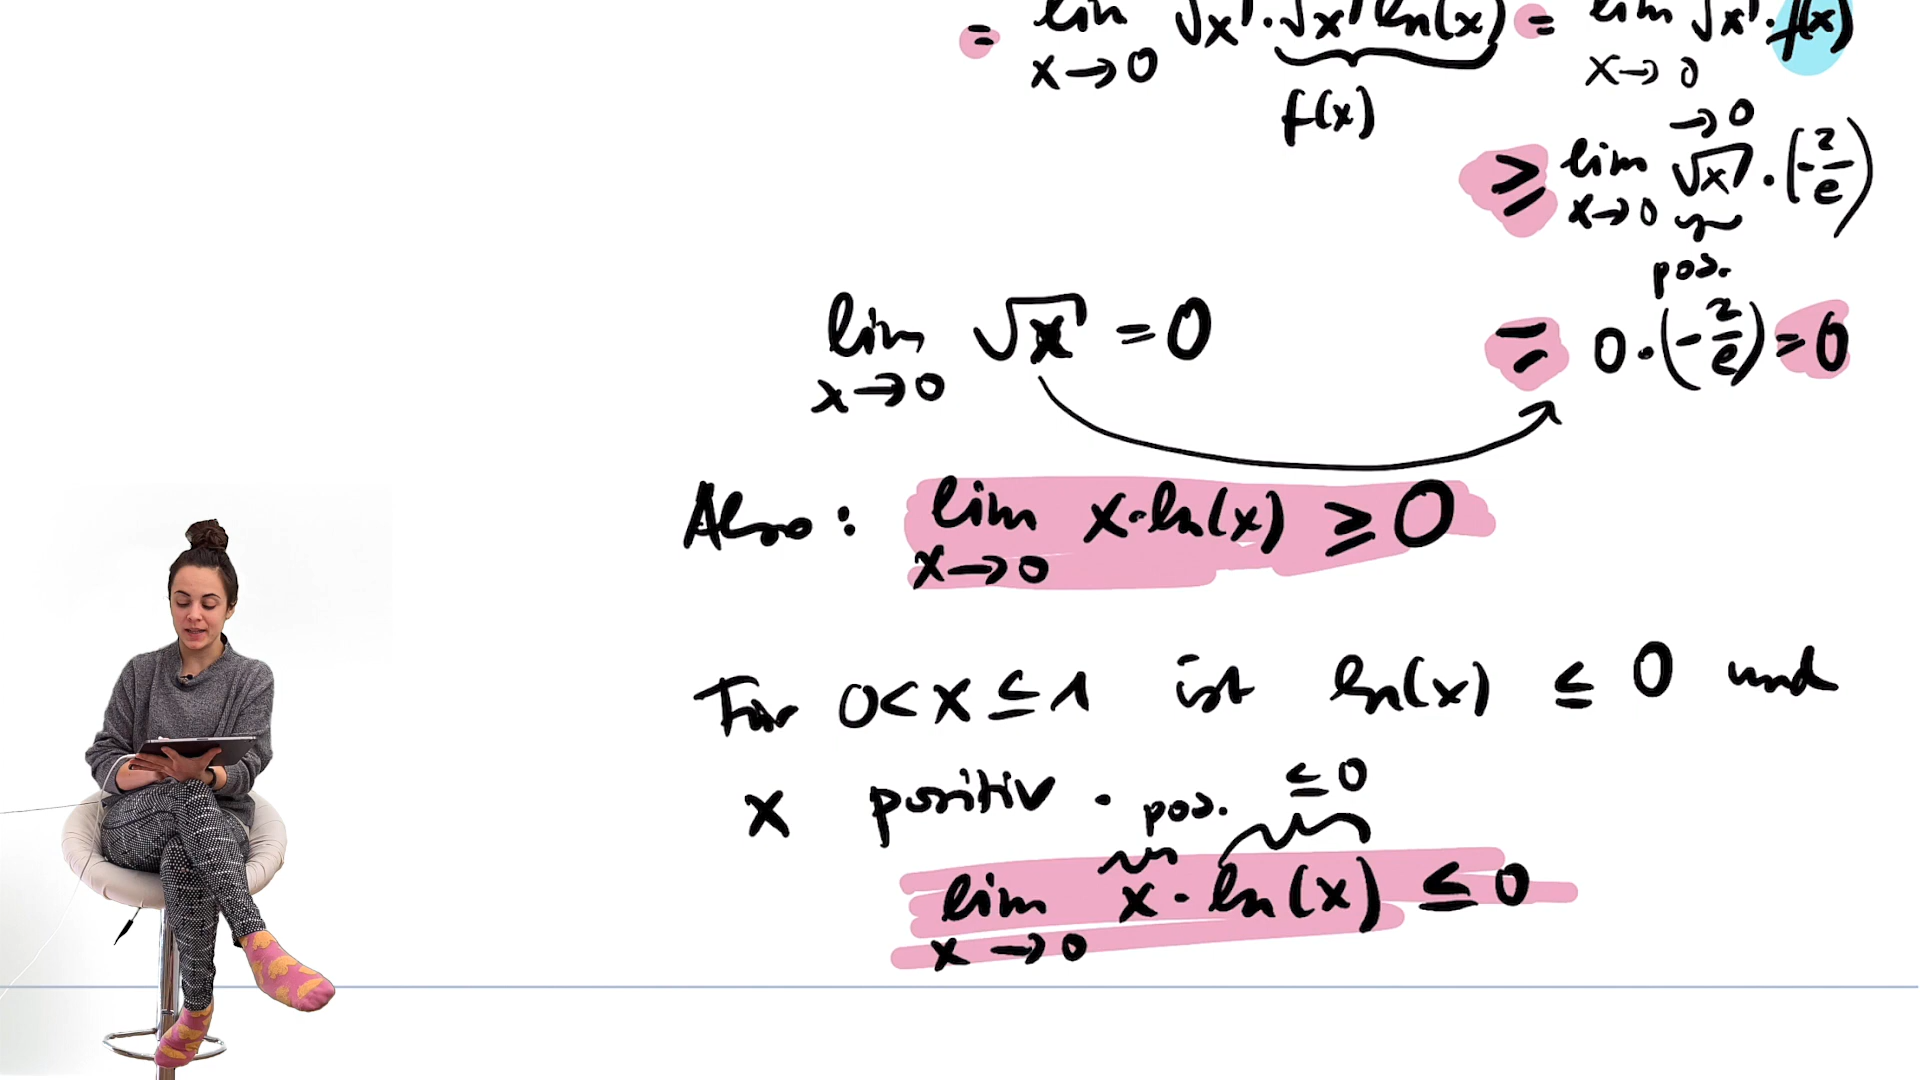 = lim √x · √x ln(x) = lim √x · f(x)
x→0 x→0
f(x)
→0
≥ lim √x · (-2/e)
x→0
pos.
lim √x = 0
x→0
= 0 · (-2/e) = 0
Also: lim x·ln(x) ≥ 0
x→0
Für 0<x≤1 ist ln(x) ≤ 0 und
x positiv.
pos. ≤0
lim x · ln(x) ≤ 0
x→0